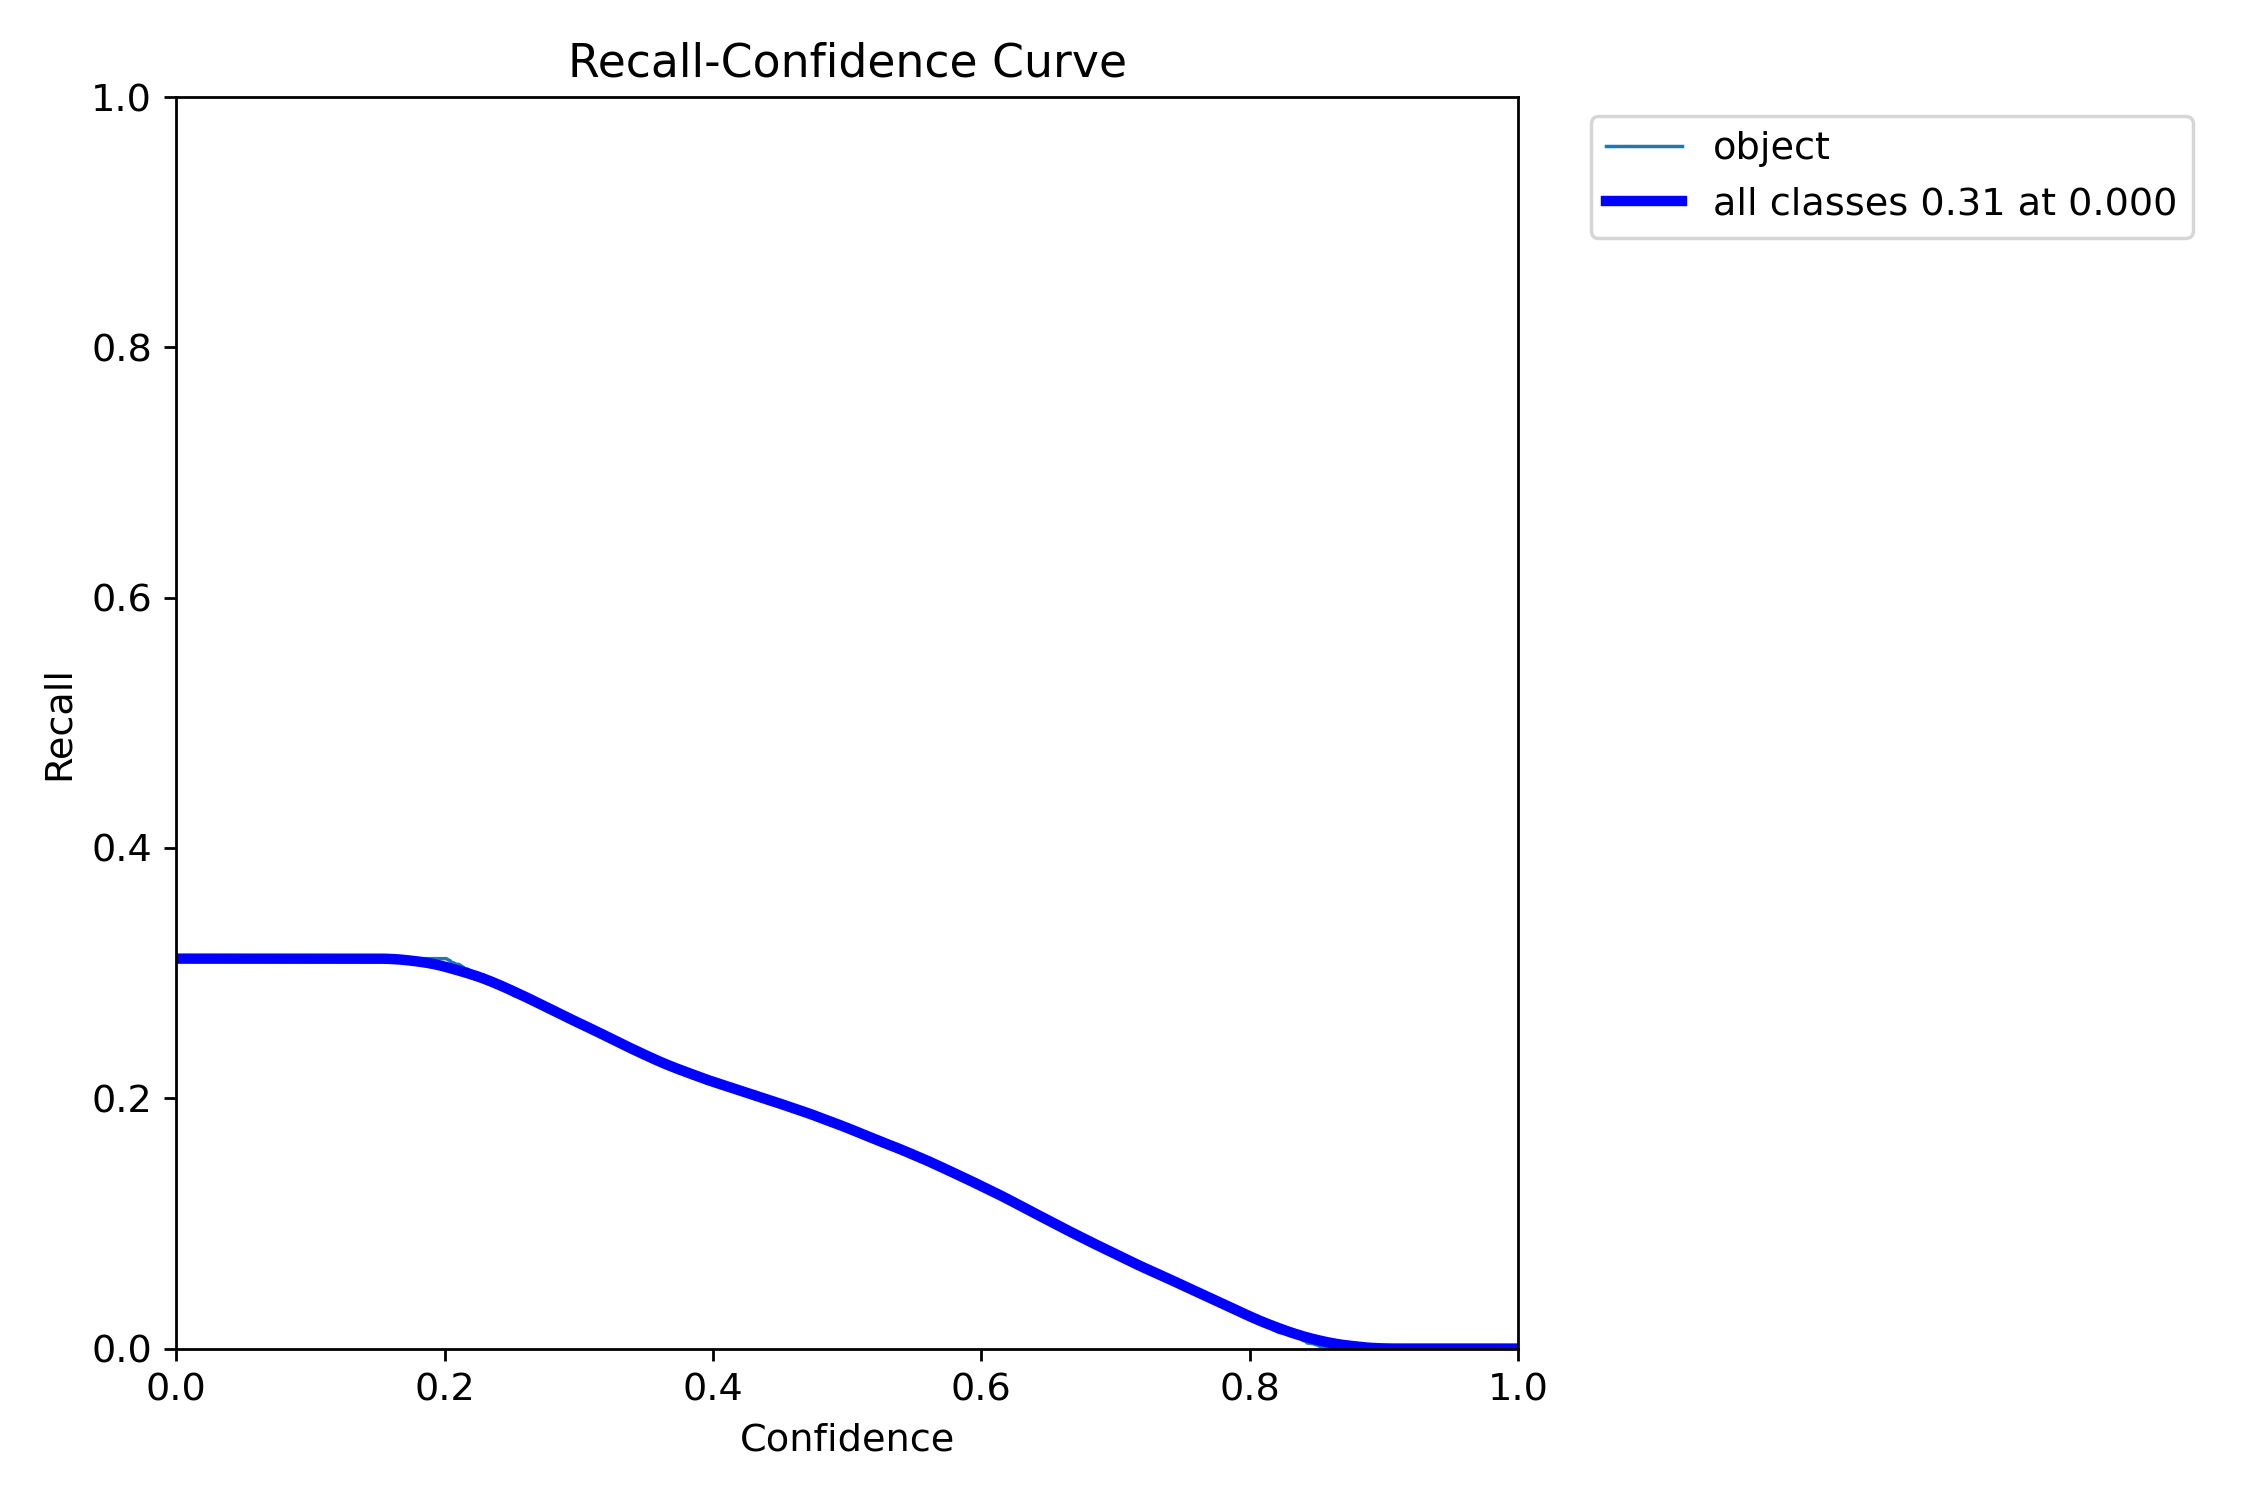 Recall-Confidence Curve
1.0
0.8
0.6
0.4
0.2
0.0
Recall
0.0 0.2 0.4 0.6 0.8 1.0
Confidence
object
all classes 0.31 at 0.000